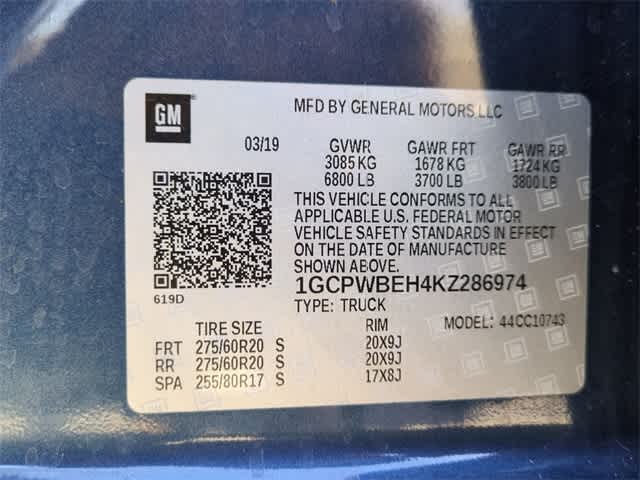 GM
MFD BY GENERAL MOTORS LLC
03/19 GVWR GAWR FRT GAWR RR
3085 KG 1678 KG 1724 KG
6800 LB 3700 LB 3800 LB
THIS VEHICLE CONFORMS TO ALL
APPLICABLE U.S. FEDERAL MOTOR
VEHICLE SAFETY STANDARDS IN EFFECT
ON THE DATE OF MANUFACTURE
SHOWN ABOVE.
1GCPWBEH4KZ286974
619D
TYPE: TRUCK
MODEL: 44CC10743
TIRE SIZE RIM
FRT 275/60R20 S 20X9J
RR 275/60R20 S 20X9J
SPA 255/80R17 S 17X8J